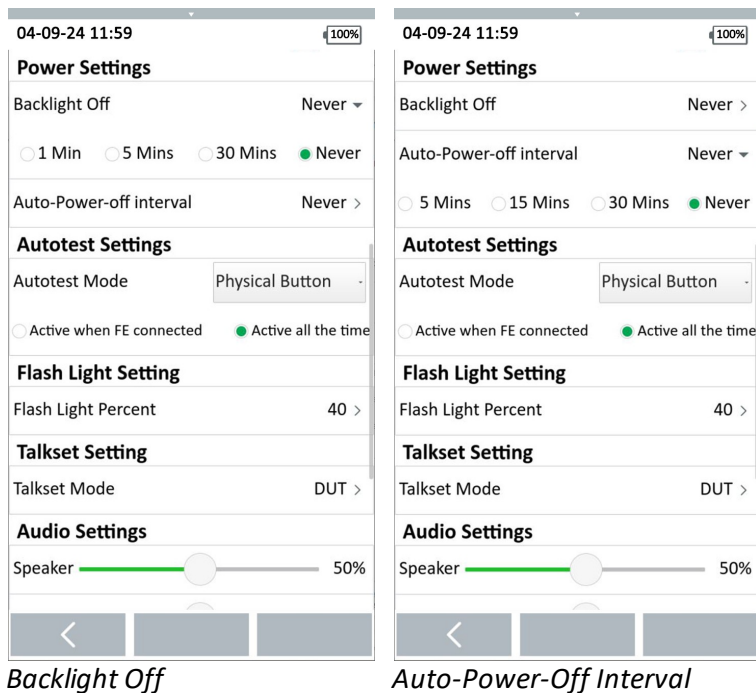 04-09-24 11:59 100%
Power Settings
Backlight Off Never
1 Min 5 Mins 30 Mins Never
Auto-Power-off interval Never
Autotest Settings
Autotest Mode Physical Button
Active when FE connected Active all the time
Flash Light Setting
Flash Light Percent 40
Talkset Setting
Talkset Mode DUT
Audio Settings
Speaker 50%
Backlight Off
04-09-24 11:59 100%
Power Settings
Backlight Off Never
Auto-Power-off interval Never
5 Mins 15 Mins 30 Mins Never
Autotest Settings
Autotest Mode Physical Button
Active when FE connected Active all the time
Flash Light Setting
Flash Light Percent 40
Talkset Setting
Talkset Mode DUT
Audio Settings
Speaker 50%
Auto-Power-Off Interval